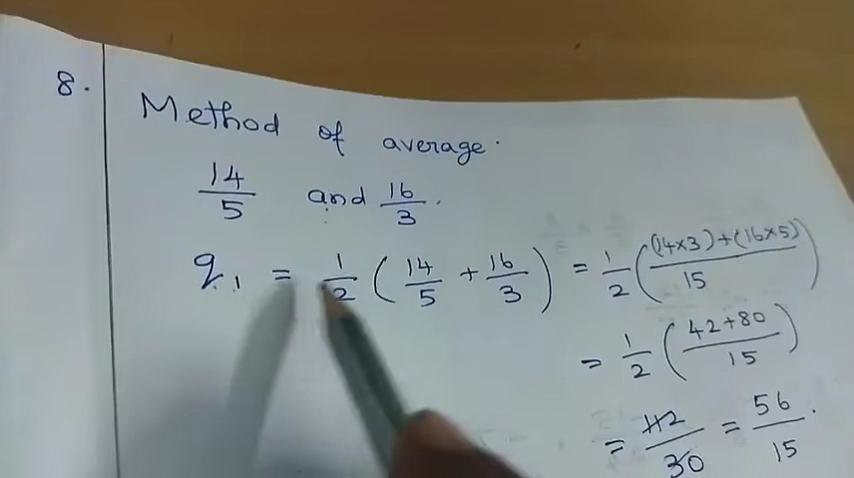 8.
Method of average.
14/5 and 16/3.
q₁ = 1/2 (14/5 + 16/3) = 1/2 ((14×3)+(16×5)/15)
= 1/2 (42+80/15)
= 112/30 = 56/15.